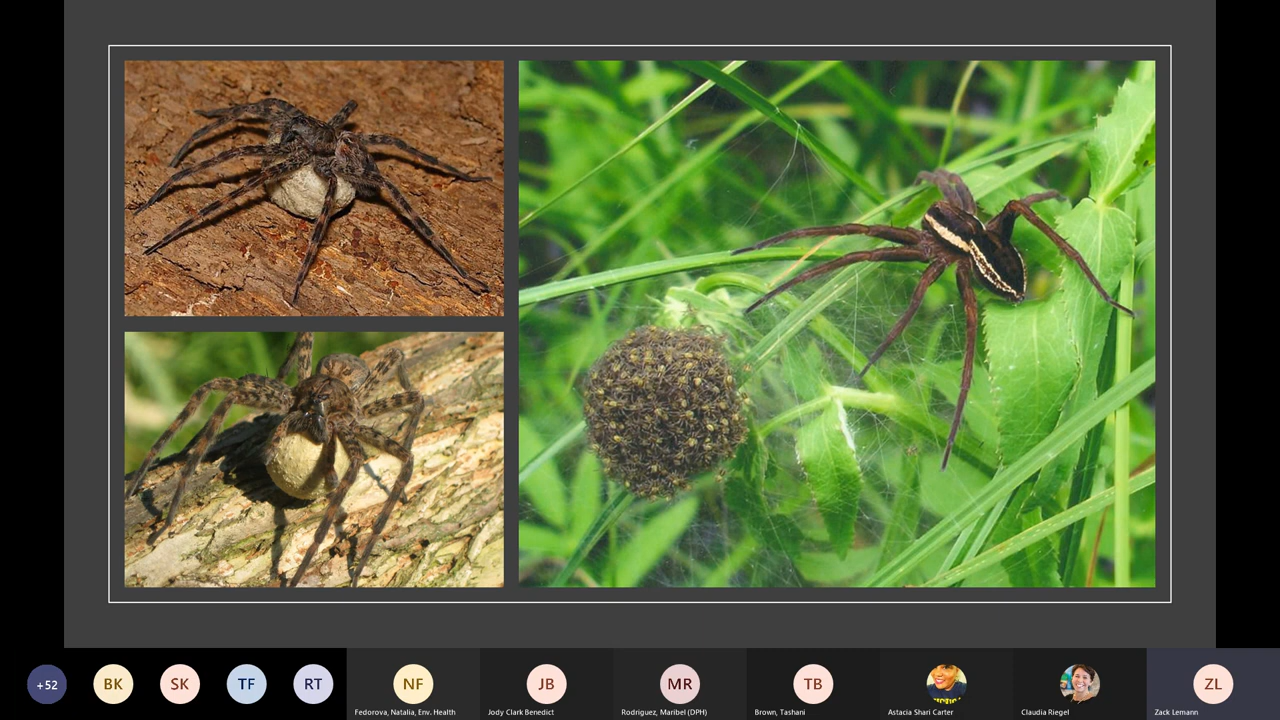 +52
BK
SK
TF
RT
NF
Fedorova, Natalia, Env. Health
JB
Jody Clark Benedict
MR
Rodriguez, Maribel (DPH)
TB
Brown, Tashani
Astacia Shari Carter
Claudia Riegel
ZL
Zack Lemann